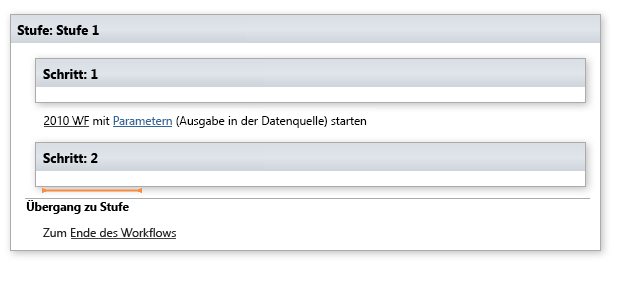 Stufe: Stufe 1
Schritt: 1
2010 WF mit Parametern (Ausgabe in der Datenquelle) starten
Schritt: 2
Übergang zu Stufe
Zum Ende des Workflows